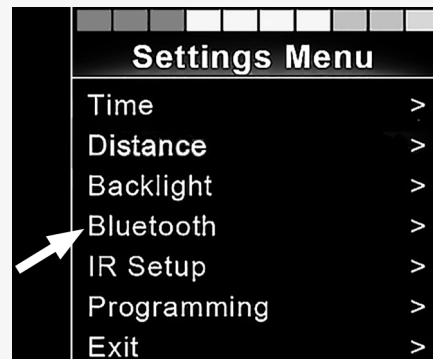 Settings Menu
Time >
Distance >
Backlight >
Bluetooth >
IR Setup >
Programming >
Exit >